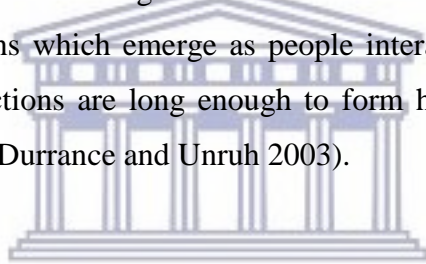 ns which emerge as people intera
ctions are long enough to form h
Durrance and Unruh 2003).